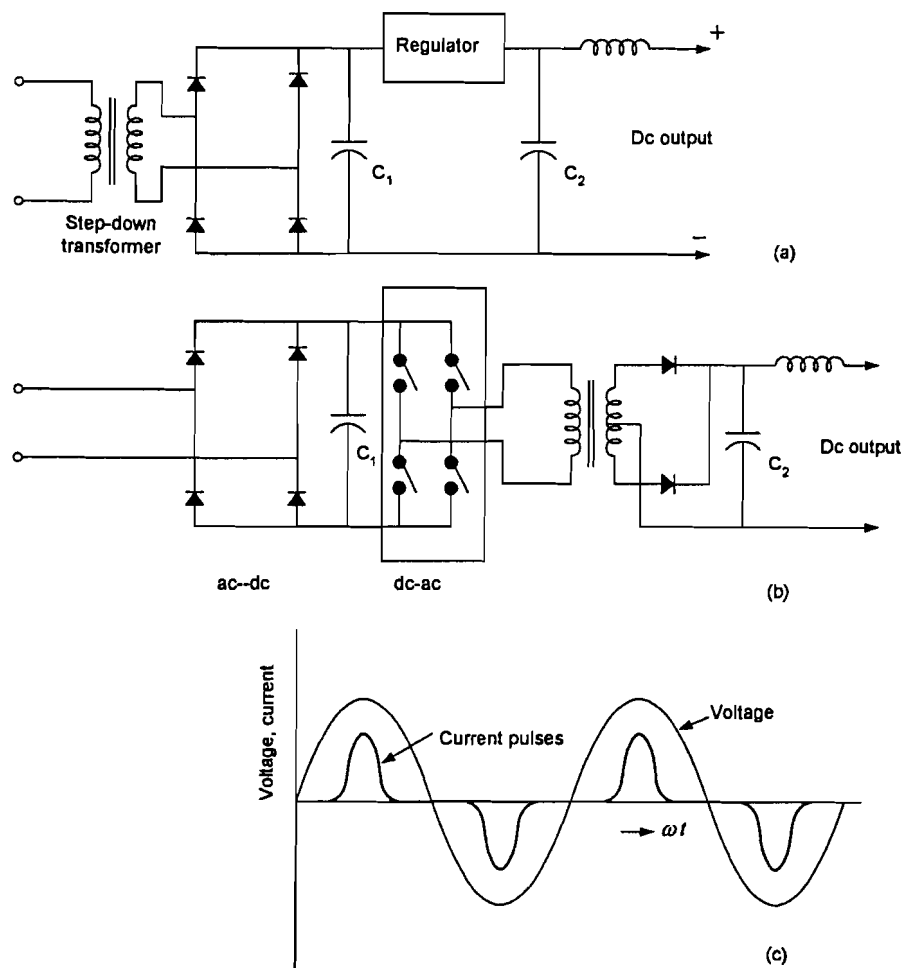 Regulator
+
C₁
C₂
Dc output
Step-down
transformer
–
(a)
C₁
C₂
Dc output
ac--dc
dc-ac
(b)
Voltage, current
Voltage
Current pulses
ωt
(c)